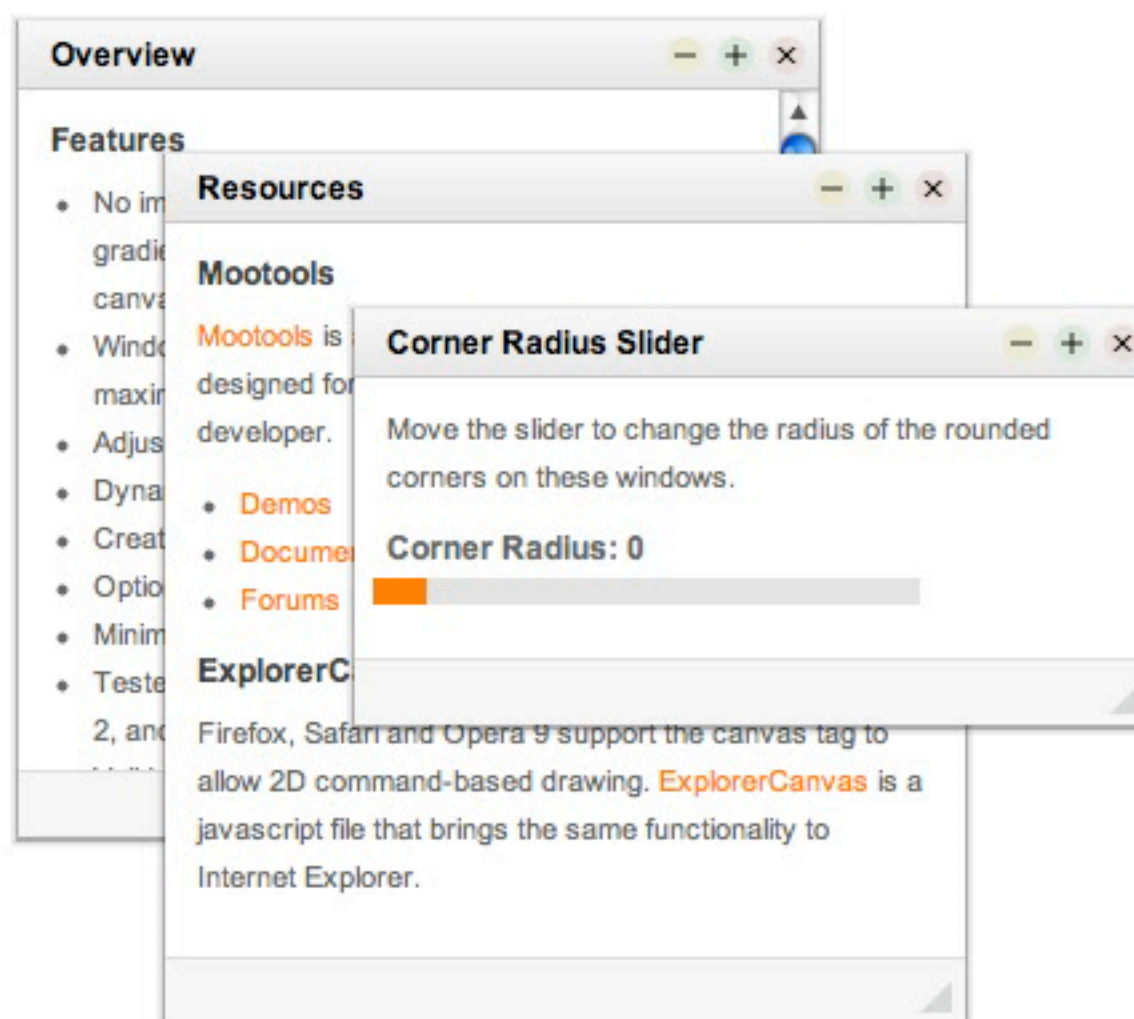 Overview
Features
No im
gradie
canva
Windo
maxir
Adjus
Dyna
Creat
Optio
Minim
Teste
2, and
Resources
Mootools
Mootools is
designed for
developer.
Demos
Docume
Forums
ExplorerC
Firefox, Safari and Opera 9 support the canvas tag to
allow 2D command-based drawing. ExplorerCanvas is a
javascript file that brings the same functionality to
Internet Explorer.
Corner Radius Slider
Move the slider to change the radius of the rounded
corners on these windows.
Corner Radius: 0